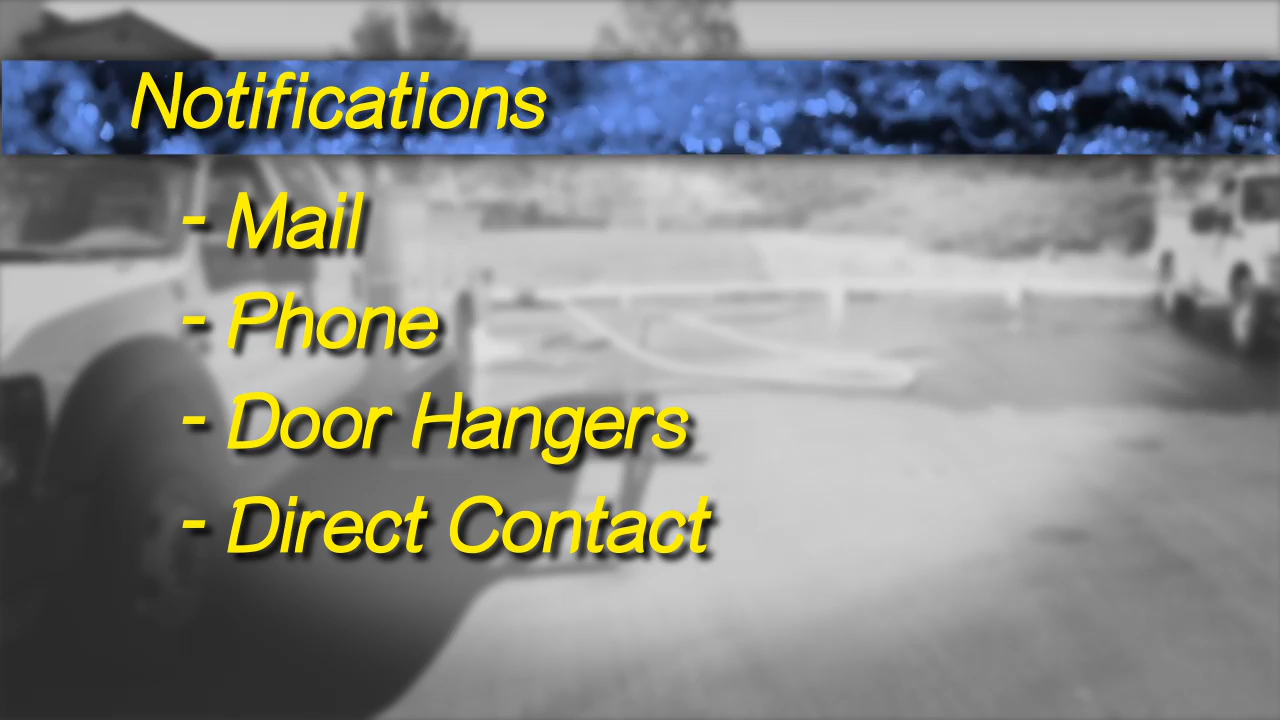 Notifications
- Mail
- Phone
- Door Hangers
- Direct Contact